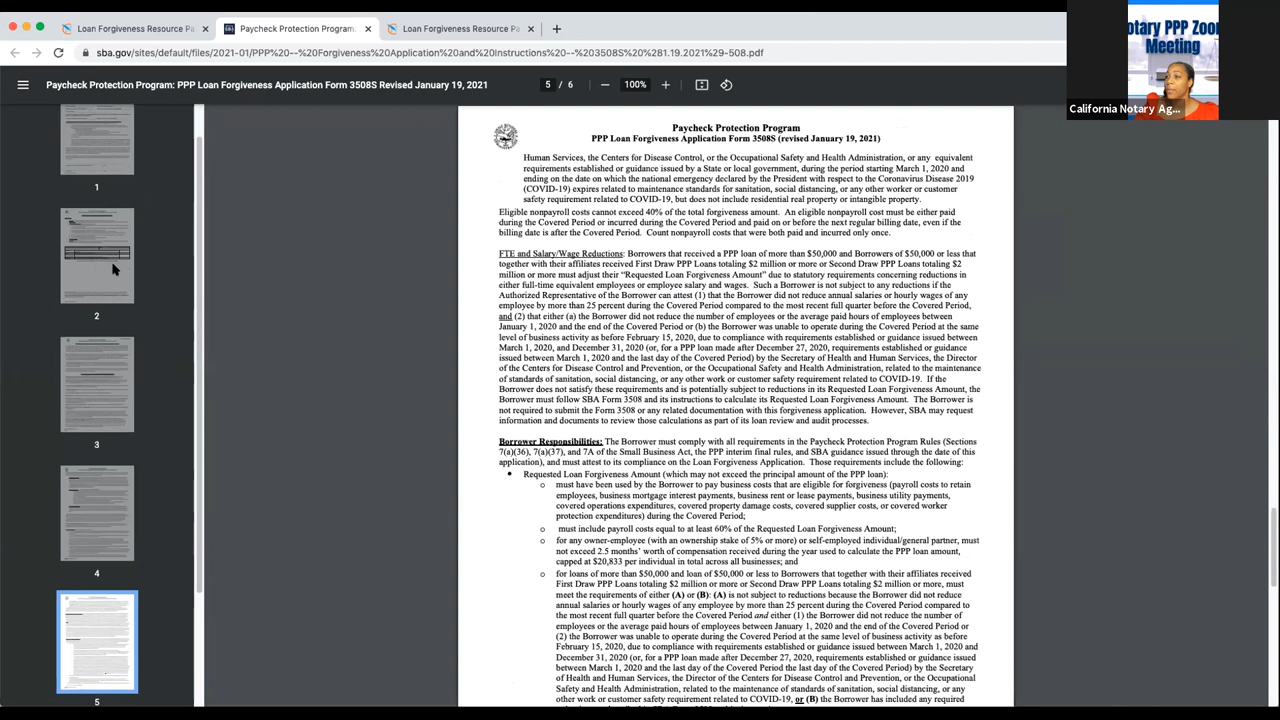 Loan Forgiveness Resource Pa
Paycheck Protection Program:
Loan Forgiveness Resource Pa
sba.gov/sites/default/files/2021-01/PPP%20--%20Forgiveness%20Application%20and%20Instructions%20--%203508S%20%281.19.2021%29-508.pdf
Paycheck Protection Program: PPP Loan Forgiveness Application Form 3508S Revised January 19, 2021
5 / 6
100%
otary PPP Zoo
Meeting
California Notary Ag...
1
2
3
4
5
Paycheck Protection Program
PPP Loan Forgiveness Application Form 3508S (revised January 19, 2021)
Human Services, the Centers for Disease Control, or the Occupational Safety and Health Administration, or any equivalent
requirements established or guidance issued by a State or local government, during the period starting March 1, 2020 and
ending on the date on which the national emergency declared by the President with respect to the Coronavirus Disease 2019
(COVID-19) expires related to maintenance standards for sanitation, social distancing, or any other worker or customer
safety requirement related to COVID-19, but does not include residential real property or intangible property.
Eligible nonpayroll costs cannot exceed 40% of the total forgiveness amount. An eligible nonpayroll cost must be either paid
during the Covered Period or incurred during the Covered Period and paid on or before the next regular billing date, even if the
billing date is after the Covered Period. Count nonpayroll costs that were both paid and incurred only once.
FTE and Salary/Wage Reductions: Borrowers that received a PPP loan of more than $50,000 and Borrowers of $50,000 or less that
together with their affiliates received First Draw PPP Loans totaling $2 million or more or Second Draw PPP Loans totaling $2
million or more must adjust their “Requested Loan Forgiveness Amount” due to statutory requirements concerning reductions in
either full-time equivalent employees or employee salary and wages. Such a Borrower is not subject to any reductions if the
Authorized Representative of the Borrower can attest (1) that the Borrower did not reduce annual salaries or hourly wages of any
employee by more than 25 percent during the Covered Period compared to the most recent full quarter before the Covered Period,
and (2) that either (a) the Borrower did not reduce the number of employees or the average paid hours of employees between
January 1, 2020 and the end of the Covered Period or (b) the Borrower was unable to operate during the Covered Period at the same
level of business activity as before February 15, 2020, due to compliance with requirements established or guidance issued between
March 1, 2020, and December 31, 2020 (or, for a PPP loan made after December 27, 2020, requirements established or guidance
issued between March 1, 2020 and the last day of the Covered Period) by the Secretary of Health and Human Services, the Director
of the Centers for Disease Control and Prevention, or the Occupational Safety and Health Administration, related to the maintenance
of standards of sanitation, social distancing, or any other work or customer safety requirement related to COVID-19. If the
Borrower does not satisfy these requirements and is potentially subject to reductions in its Requested Loan Forgiveness Amount, the
Borrower must follow SBA Form 3508 and its instructions to calculate its Requested Loan Forgiveness Amount. The Borrower is
not required to submit the Form 3508 or any related documentation with this forgiveness application. However, SBA may request
information and documents to review those calculations as part of its loan review and audit processes.
Borrower Responsibilities: The Borrower must comply with all requirements in the Paycheck Protection Program Rules (Sections
7(a)(36), 7(a)(37), and 7A of the Small Business Act, the PPP interim final rules, and SBA guidance issued through the date of this
application), and must attest to its compliance on the Loan Forgiveness Application. Those requirements include the following:
• Requested Loan Forgiveness Amount (which may not exceed the principal amount of the PPP loan):
o must have been used by the Borrower to pay business costs that are eligible for forgiveness (payroll costs to retain
employees, business mortgage interest payments, business rent or lease payments, business utility payments,
covered operations expenditures, covered property damage costs, covered supplier costs, or covered worker
protection expenditures) during the Covered Period;
o must include payroll costs equal to at least 60% of the Requested Loan Forgiveness Amount;
o for any owner-employee (with an ownership stake of 5% or more) or self-employed individual/general partner, must
not exceed 2.5 months’ worth of compensation received during the year used to calculate the PPP loan amount,
capped at $20,833 per individual in total across all businesses; and
o for loans of more than $50,000 and loan of $50,000 or less to Borrowers that together with their affiliates received
First Draw PPP Loans totaling $2 million or more or Second Draw PPP Loans totaling $2 million or more, must
meet the requirements of either (A) or (B): (A) is not subject to reductions because the Borrower did not reduce
annual salaries or hourly wages of any employee by more than 25 percent during the Covered Period compared to
the most recent full quarter before the Covered Period and either (1) the Borrower did not reduce the number of
employees or the average paid hours of employees between January 1, 2020 and the end of the Covered Period or
(2) the Borrower was unable to operate during the Covered Period at the same level of business activity as before
February 15, 2020, due to compliance with requirements established or guidance issued between March 1, 2020 and
December 31, 2020 (or, for a PPP loan made after December 27, 2020, requirements established or guidance issued
between March 1, 2020 and the last day of the Covered Period the last day of the Covered Period) by the Secretary
of Health and Human Services, the Director of the Centers for Disease Control and Prevention, or the Occupational
Safety and Health Administration, related to the maintenance of standards of sanitation, social distancing, or any
other work or customer safety requirement related to COVID-19, or (B) the Borrower has included any required